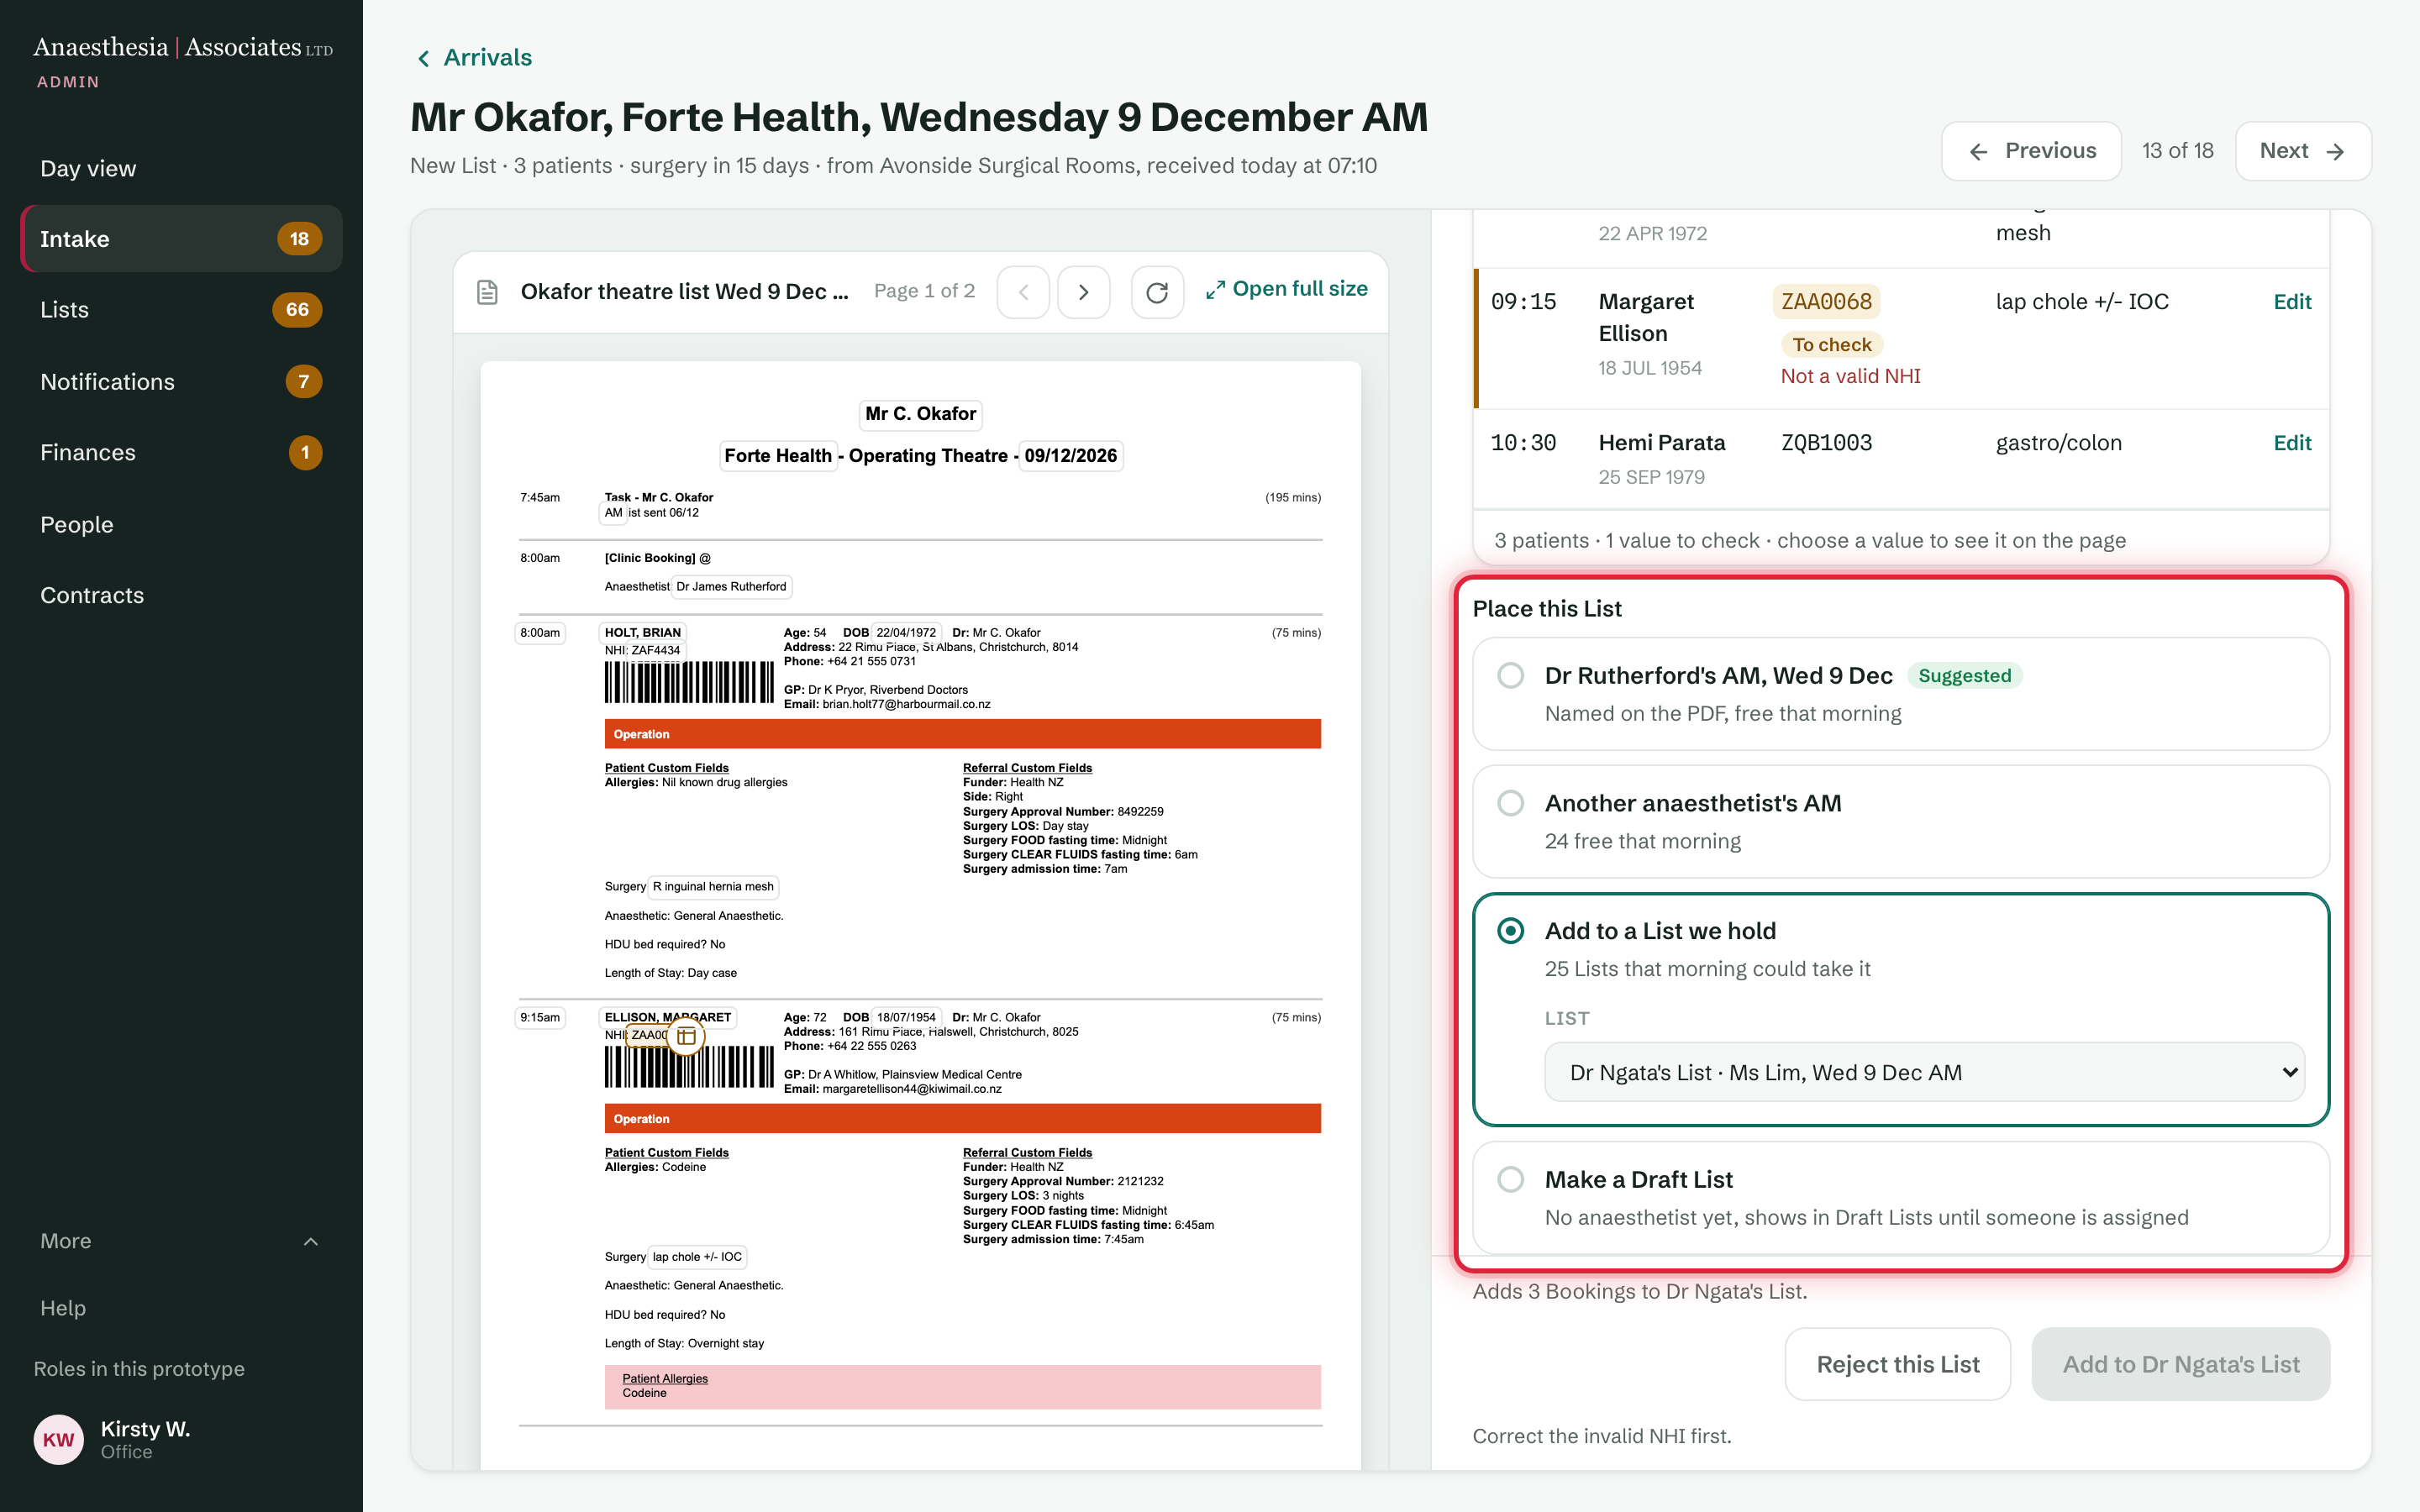 Anaesthesia | Associates LTD
ADMIN
Day view
Intake 18
Lists 66
Notifications 7
Finances 1
People
Contracts
More
Help
Roles in this prototype
KW
Kirsty W.
Office
Arrivals
Mr Okafor, Forte Health, Wednesday 9 December AM
New List · 3 patients · surgery in 15 days · from Avonside Surgical Rooms, received today at 07:10
Previous
13 of 18
Next
Okafor theatre list Wed 9 Dec ...
Page 1 of 2
Open full size
Mr C. Okafor
Forte Health - Operating Theatre - 09/12/2026
7:45am Task - Mr C. Okafor (195 mins)
AM ist sent 06/12
8:00am [Clinic Booking] @
Anaesthetist Dr James Rutherford
8:00am HOLT, BRIAN Age: 54 DOB 22/04/1972 Dr: Mr C. Okafor (75 mins)
NHI: ZAF4434 Address: 22 Rimu Place, St Albans, Christchurch, 8014
Phone: +64 21 555 0731
GP: Dr K Pryor, Riverbend Doctors
Email: brian.holt77@harbourmail.co.nz
Operation
Patient Custom Fields
Allergies: Nil known drug allergies
Referral Custom Fields
Funder: Health NZ
Side: Right
Surgery Approval Number: 8492259
Surgery LOS: Day stay
Surgery FOOD fasting time: Midnight
Surgery CLEAR FLUIDS fasting time: 6am
Surgery admission time: 7am
Surgery R inguinal hernia mesh
Anaesthetic: General Anaesthetic.
HDU bed required? No
Length of Stay: Day case
9:15am ELLISON, MARGARET Age: 72 DOB 18/07/1954 Dr: Mr C. Okafor (75 mins)
NHI: ZAA00 Address: 161 Rimu Place, Halswell, Christchurch, 8025
Phone: +64 22 555 0263
GP: Dr A Whitlow, Plainsview Medical Centre
Email: margaretellison44@kiwimail.co.nz
Operation
Patient Custom Fields
Allergies: Codeine
Referral Custom Fields
Funder: Health NZ
Surgery Approval Number: 2121232
Surgery LOS: 3 nights
Surgery FOOD fasting time: Midnight
Surgery CLEAR FLUIDS fasting time: 6:45am
Surgery admission time: 7:45am
Surgery lap chole +/- IOC
Anaesthetic: General Anaesthetic.
HDU bed required? No
Length of Stay: Overnight stay
Patient Allergies
Codeine
22 APR 1972
mesh
09:15 Margaret Ellison ZAA0068 lap chole +/- IOC Edit
To check
18 JUL 1954
Not a valid NHI
10:30 Hemi Parata ZQB1003 gastro/colon Edit
25 SEP 1979
3 patients · 1 value to check · choose a value to see it on the page
Place this List
Dr Rutherford's AM, Wed 9 Dec Suggested
Named on the PDF, free that morning
Another anaesthetist's AM
24 free that morning
Add to a List we hold
25 Lists that morning could take it
LIST
Dr Ngata's List · Ms Lim, Wed 9 Dec AM
Make a Draft List
No anaesthetist yet, shows in Draft Lists until someone is assigned
Adds 3 Bookings to Dr Ngata's List.
Reject this List
Add to Dr Ngata's List
Correct the invalid NHI first.